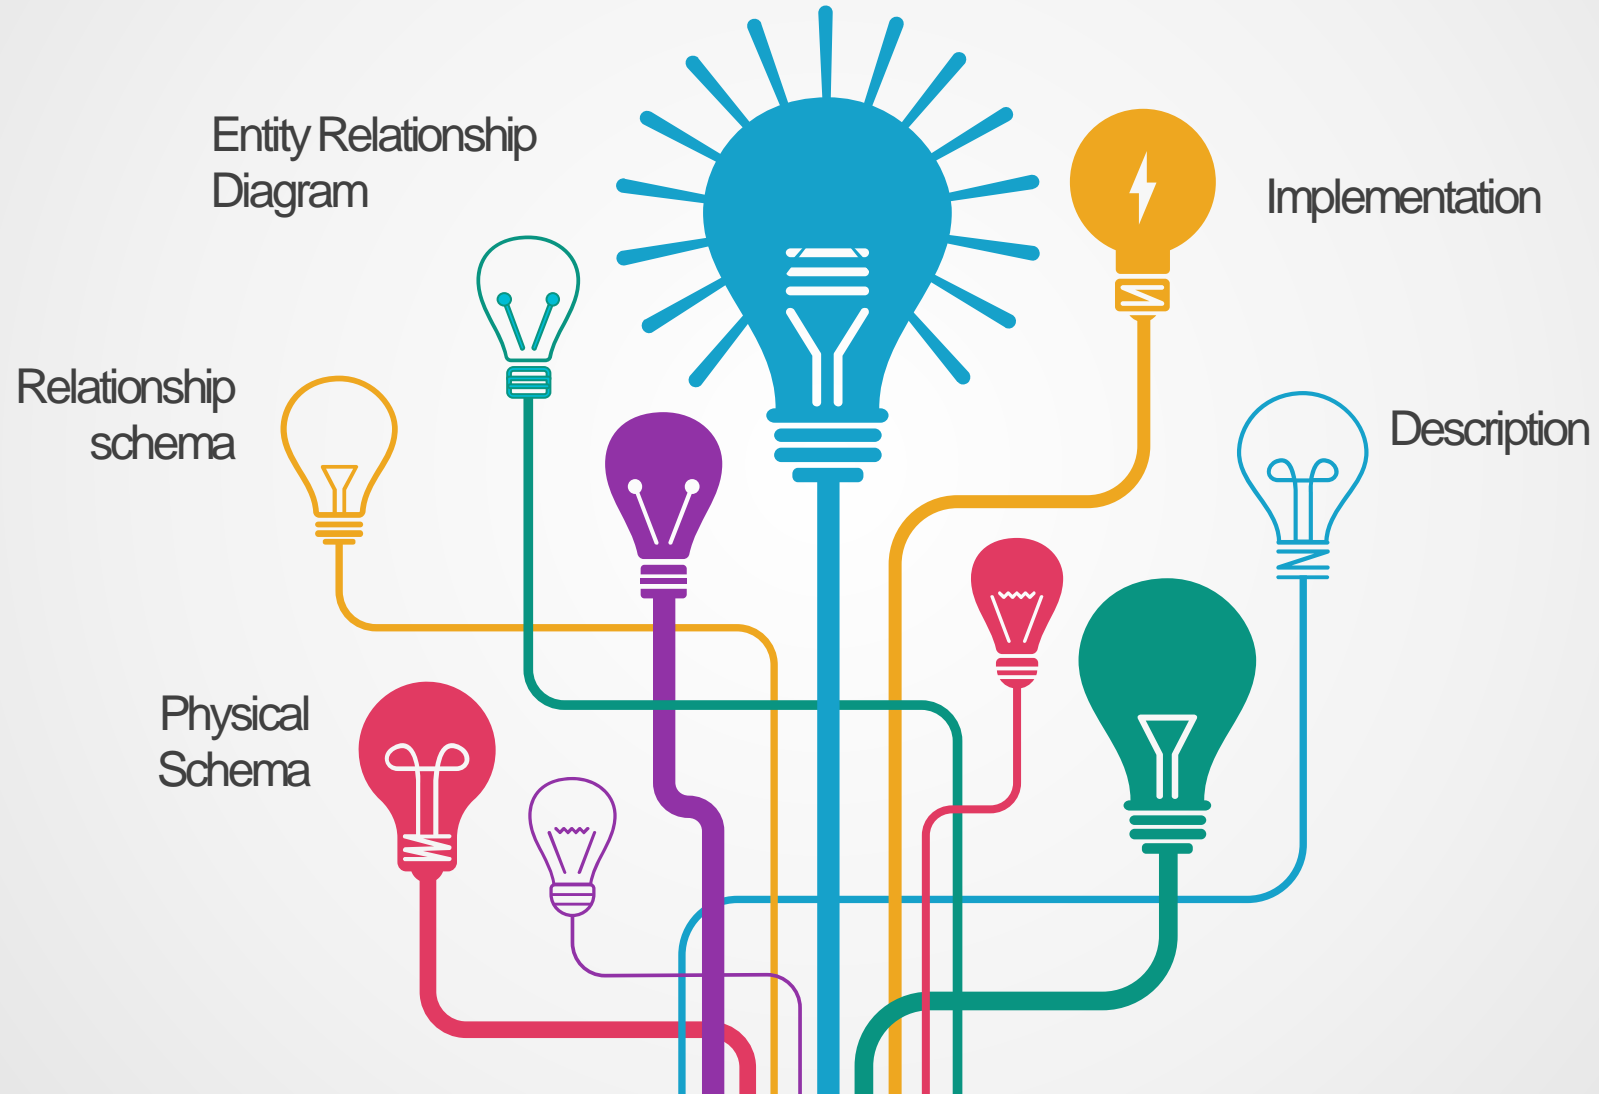 Entity Relationship
Diagram
Implementation
Relationship
schema
Description
Physical
Schema